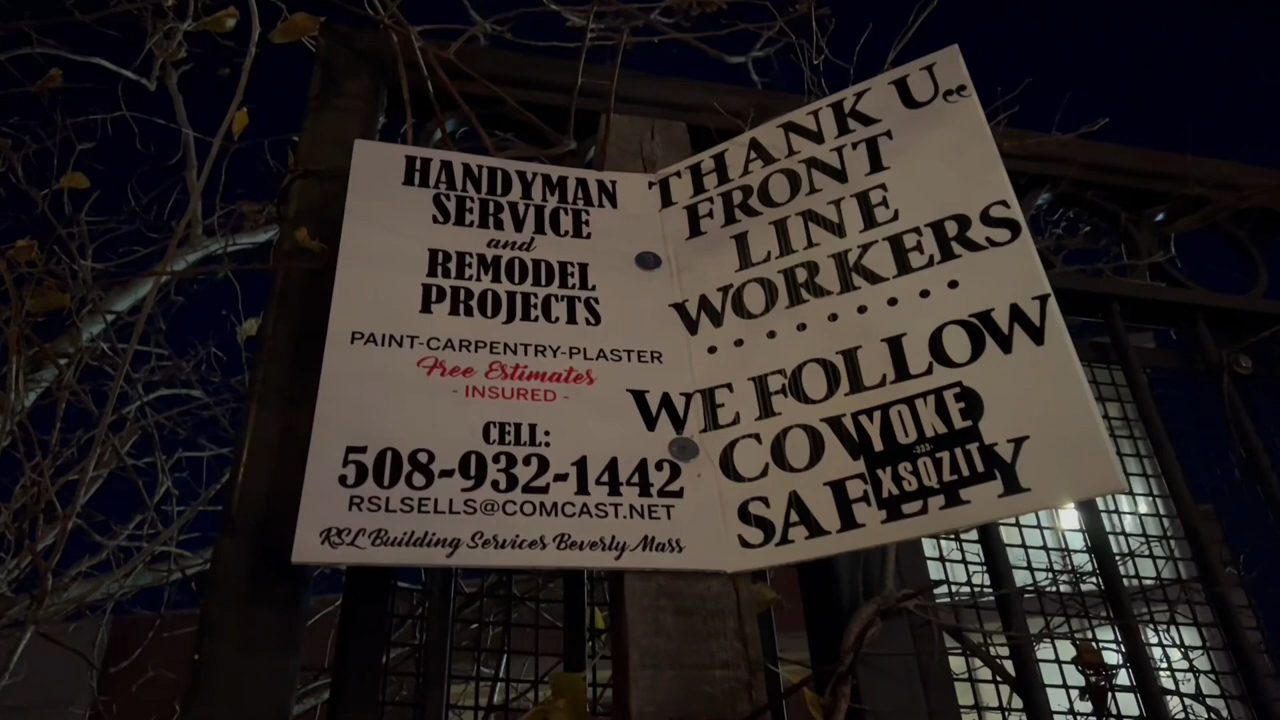 HANDYMAN
SERVICE
and
REMODEL
PROJECTS
PAINT-CARPENTRY-PLASTER
Free Estimates
- INSURED -
CELL:
508-932-1442
RSLSELLS@COMCAST.NET
RSL Building Services Beverly Mass
THANK U
FRONT
LINE
WORKERS
WE FOLLOW
YOKE
-333-
XSQZIT